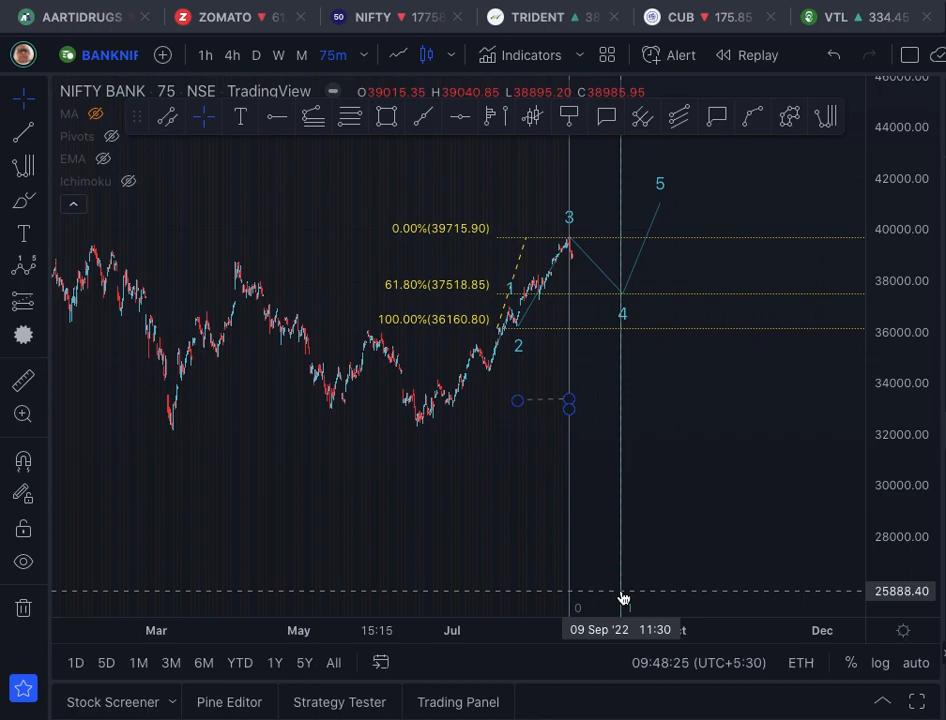 AARTIDRUGS
ZOMATO ▼ 61
50 NIFTY ▼ 17758
TRIDENT ▲ 38
CUB ▼ 175.85
VTL ▲ 334.45
BANKNIF
1h 4h D W M 75m
Indicators
Alert
Replay
NIFTY BANK 75 NSE TradingView
O39015.35 H39040.85 L38895.20 C38985.95
MA
Pivots
EMA
Ichimoku
46000.00
44000.00
42000.00
40000.00
38000.00
36000.00
34000.00
32000.00
30000.00
28000.00
25888.40
0.00%(39715.90)
61.80%(37518.85)
100.00%(36160.80)
1
2
3
4
5
0
1
Mar May 15:15 Jul 09 Sep '22 11:30 ct Dec
1D 5D 1M 3M 6M YTD 1Y 5Y All
09:48:25 (UTC+5:30) ETH % log auto
Stock Screener Pine Editor Strategy Tester Trading Panel